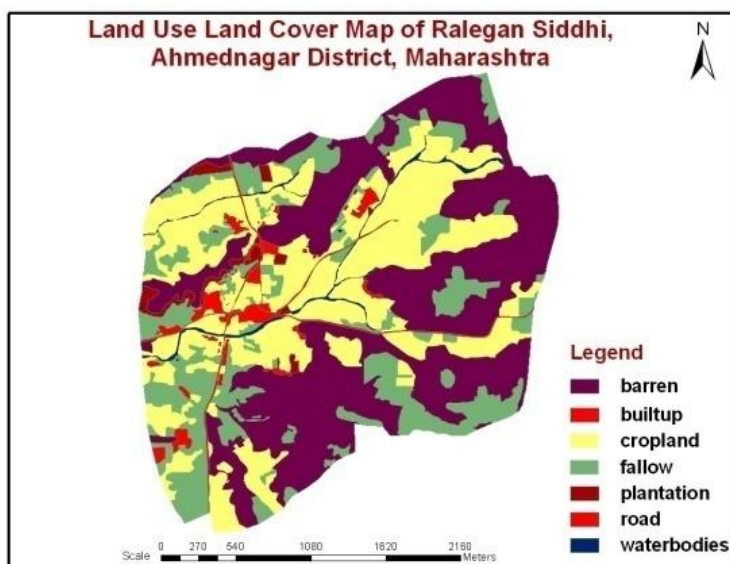 Land Use Land Cover Map of Ralegan Siddhi,
Ahmednagar District, Maharashtra
N
Legend
barren
builtup
cropland
fallow
plantation
road
waterbodies
0 270 540 1080 1620 2160
Scale Meters